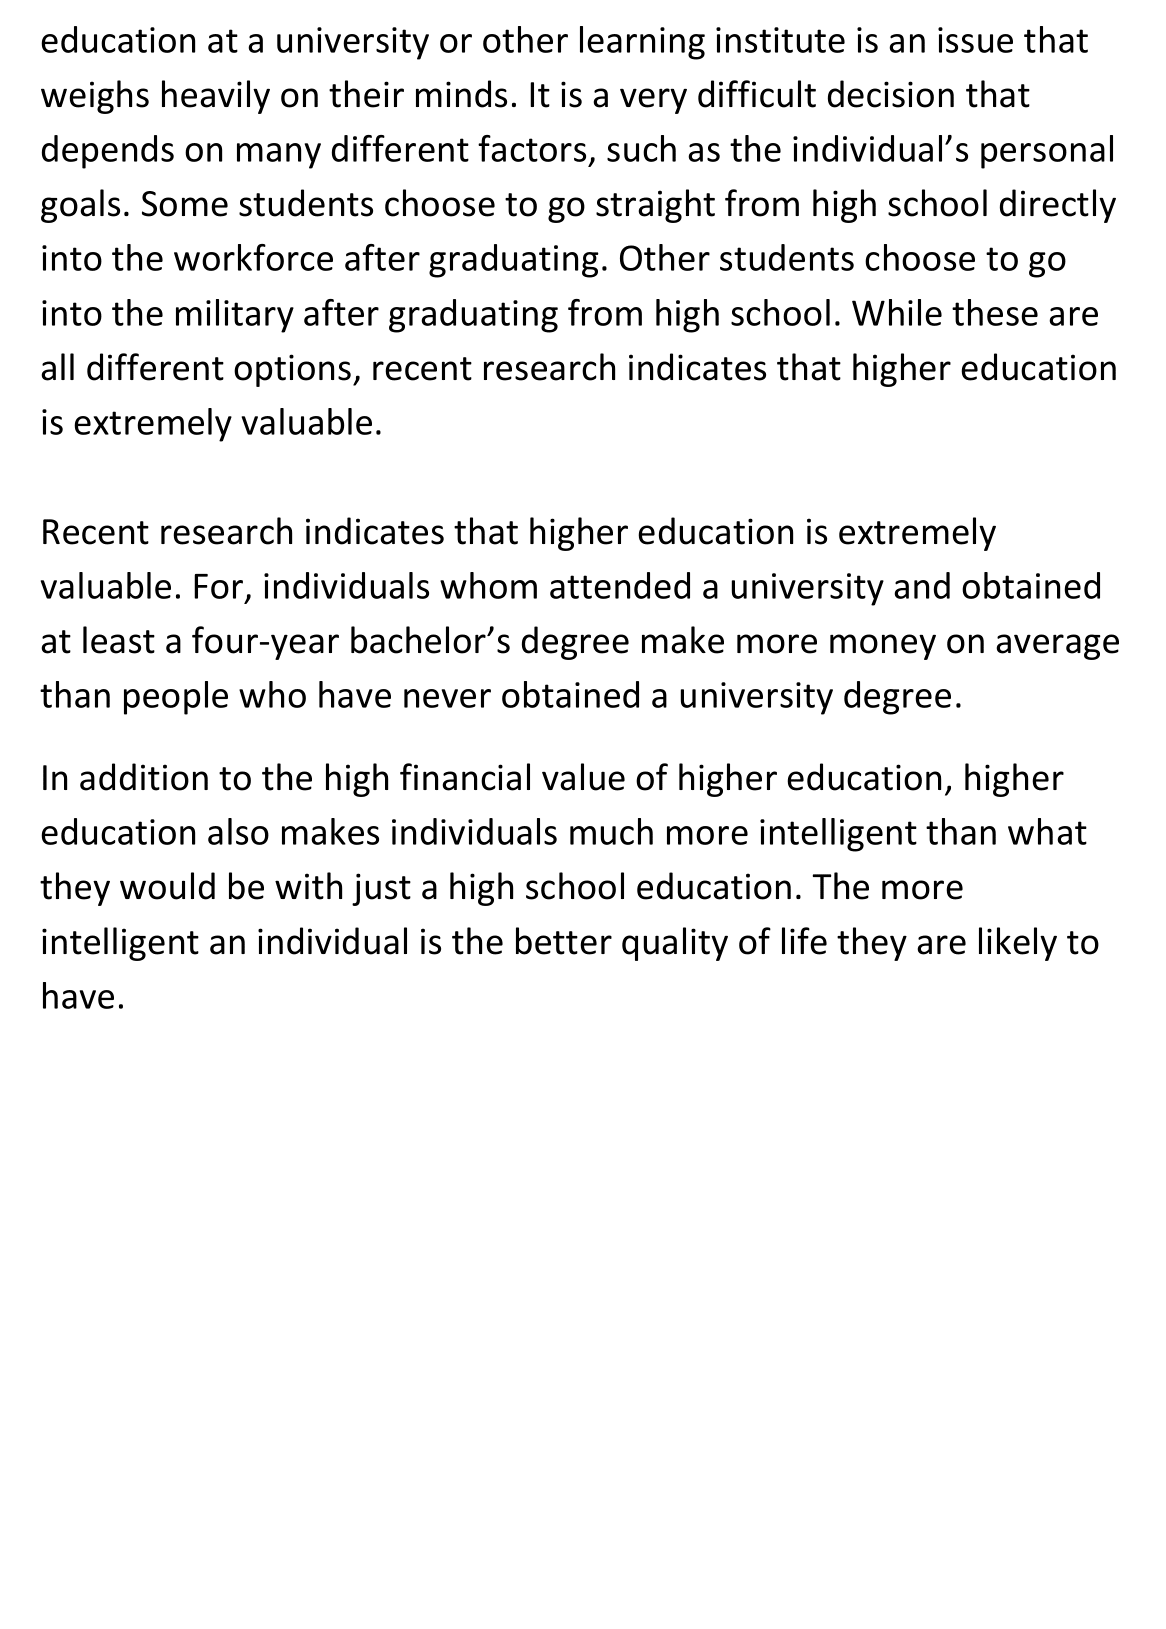 education at a university or other learning institute is an issue that
weighs heavily on their minds. It is a very difficult decision that
depends on many different factors, such as the individual’s personal
goals. Some students choose to go straight from high school directly
into the workforce after graduating. Other students choose to go
into the military after graduating from high school. While these are
all different options, recent research indicates that higher education
is extremely valuable.
Recent research indicates that higher education is extremely
valuable. For, individuals whom attended a university and obtained
at least a four-year bachelor’s degree make more money on average
than people who have never obtained a university degree.
In addition to the high financial value of higher education, higher
education also makes individuals much more intelligent than what
they would be with just a high school education. The more
intelligent an individual is the better quality of life they are likely to
have.